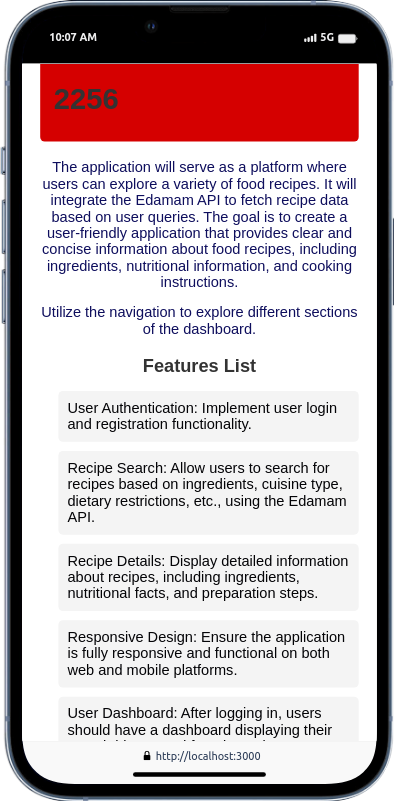 10:07 AM
5G
2256
The application will serve as a platform where
users can explore a variety of food recipes. It will
integrate the Edamam API to fetch recipe data
based on user queries. The goal is to create a
user-friendly application that provides clear and
concise information about food recipes, including
ingredients, nutritional information, and cooking
instructions.
Utilize the navigation to explore different sections
of the dashboard.
Features List
User Authentication: Implement user login
and registration functionality.
Recipe Search: Allow users to search for
recipes based on ingredients, cuisine type,
dietary restrictions, etc., using the Edamam
API.
Recipe Details: Display detailed information
about recipes, including ingredients,
nutritional facts, and preparation steps.
Responsive Design: Ensure the application
is fully responsive and functional on both
web and mobile platforms.
User Dashboard: After logging in, users
should have a dashboard displaying their
http://localhost:3000